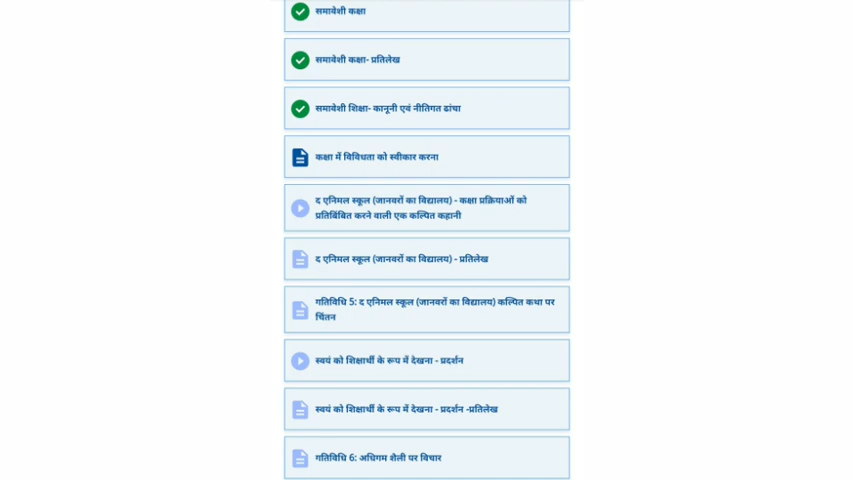 समावेशी कक्षा
समावेशी कक्षा- प्रतिलेख
समावेशी शिक्षा- कानूनी एवं नीतिगत ढांचा
कक्षा में विविधता को स्वीकार करना
द एनिमल स्कूल (जानवरों का विद्यालय) - कक्षा प्रक्रियाओं को
प्रतिबिंबित करने वाली एक कल्पित कहानी
द एनिमल स्कूल (जानवरों का विद्यालय) - प्रतिलेख
गतिविधि 5: द एनिमल स्कूल (जानवरों का विद्यालय) कल्पित कथा पर
चिंतन
स्वयं को शिक्षार्थी के रूप में देखना - प्रदर्शन
स्वयं को शिक्षार्थी के रूप में देखना - प्रदर्शन -प्रतिलेख
गतिविधि 6: अधिगम शैली पर विचार